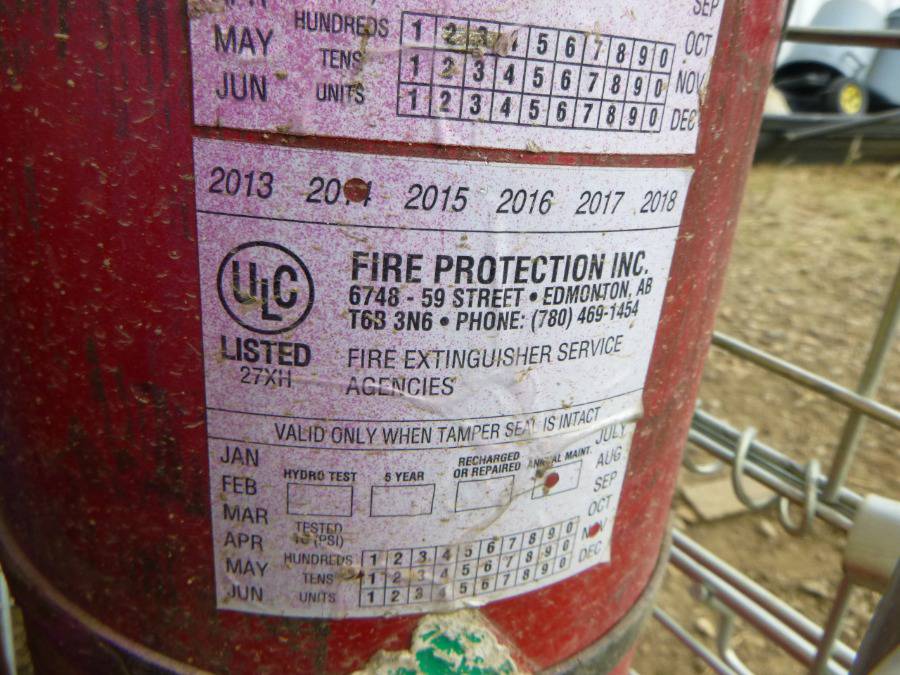 SEP
MAY HUNDREDS 1 2 3 4 5 6 7 8 9 0 OCT
TENS 1 2 3 4 5 6 7 8 9 0 NOV
JUN UNITS 1 2 3 4 5 6 7 8 9 0 DEC
2013 2014 2015 2016 2017 2018
ULC
LISTED
27XH
FIRE PROTECTION INC.
6748 - 59 STREET • EDMONTON, AB
T6B 3N6 • PHONE: (780) 469-1454
FIRE EXTINGUISHER SERVICE
AGENCIES
VALID ONLY WHEN TAMPER SEAL IS INTACT
JAN
FEB
MAR
APR
MAY
JUN
HYDRO TEST
5 YEAR
RECHARGED
OR REPAIRED
ANNUAL MAINT.
JULY
AUG
SEP
OCT
NOV
DEC
TESTED
TO (PSI)
HUNDREDS 1 2 3 4 5 6 7 8 9 0
TENS 1 2 3 4 5 6 7 8 9 0
UNITS 1 2 3 4 5 6 7 8 9 0